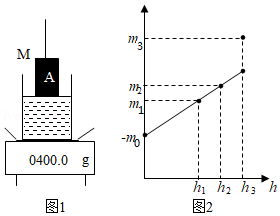 M
A
0400.0 g
图1
m₃
m₂
m₁
-m₀
h₁ h₂ h₃ h
图2